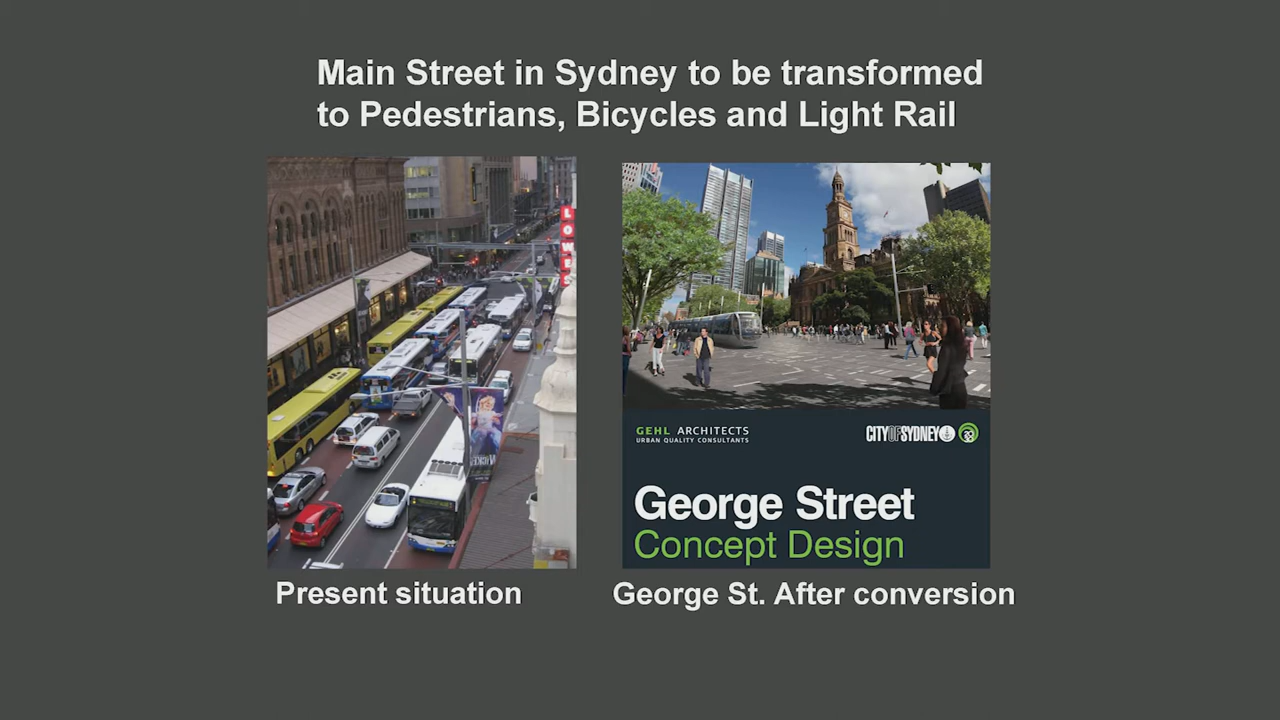 Main Street in Sydney to be transformed
to Pedestrians, Bicycles and Light Rail
LOWES
GEHL ARCHITECTS
URBAN QUALITY CONSULTANTS
CITYOFSYDNEY
George Street
Concept Design
Present situation
George St. After conversion